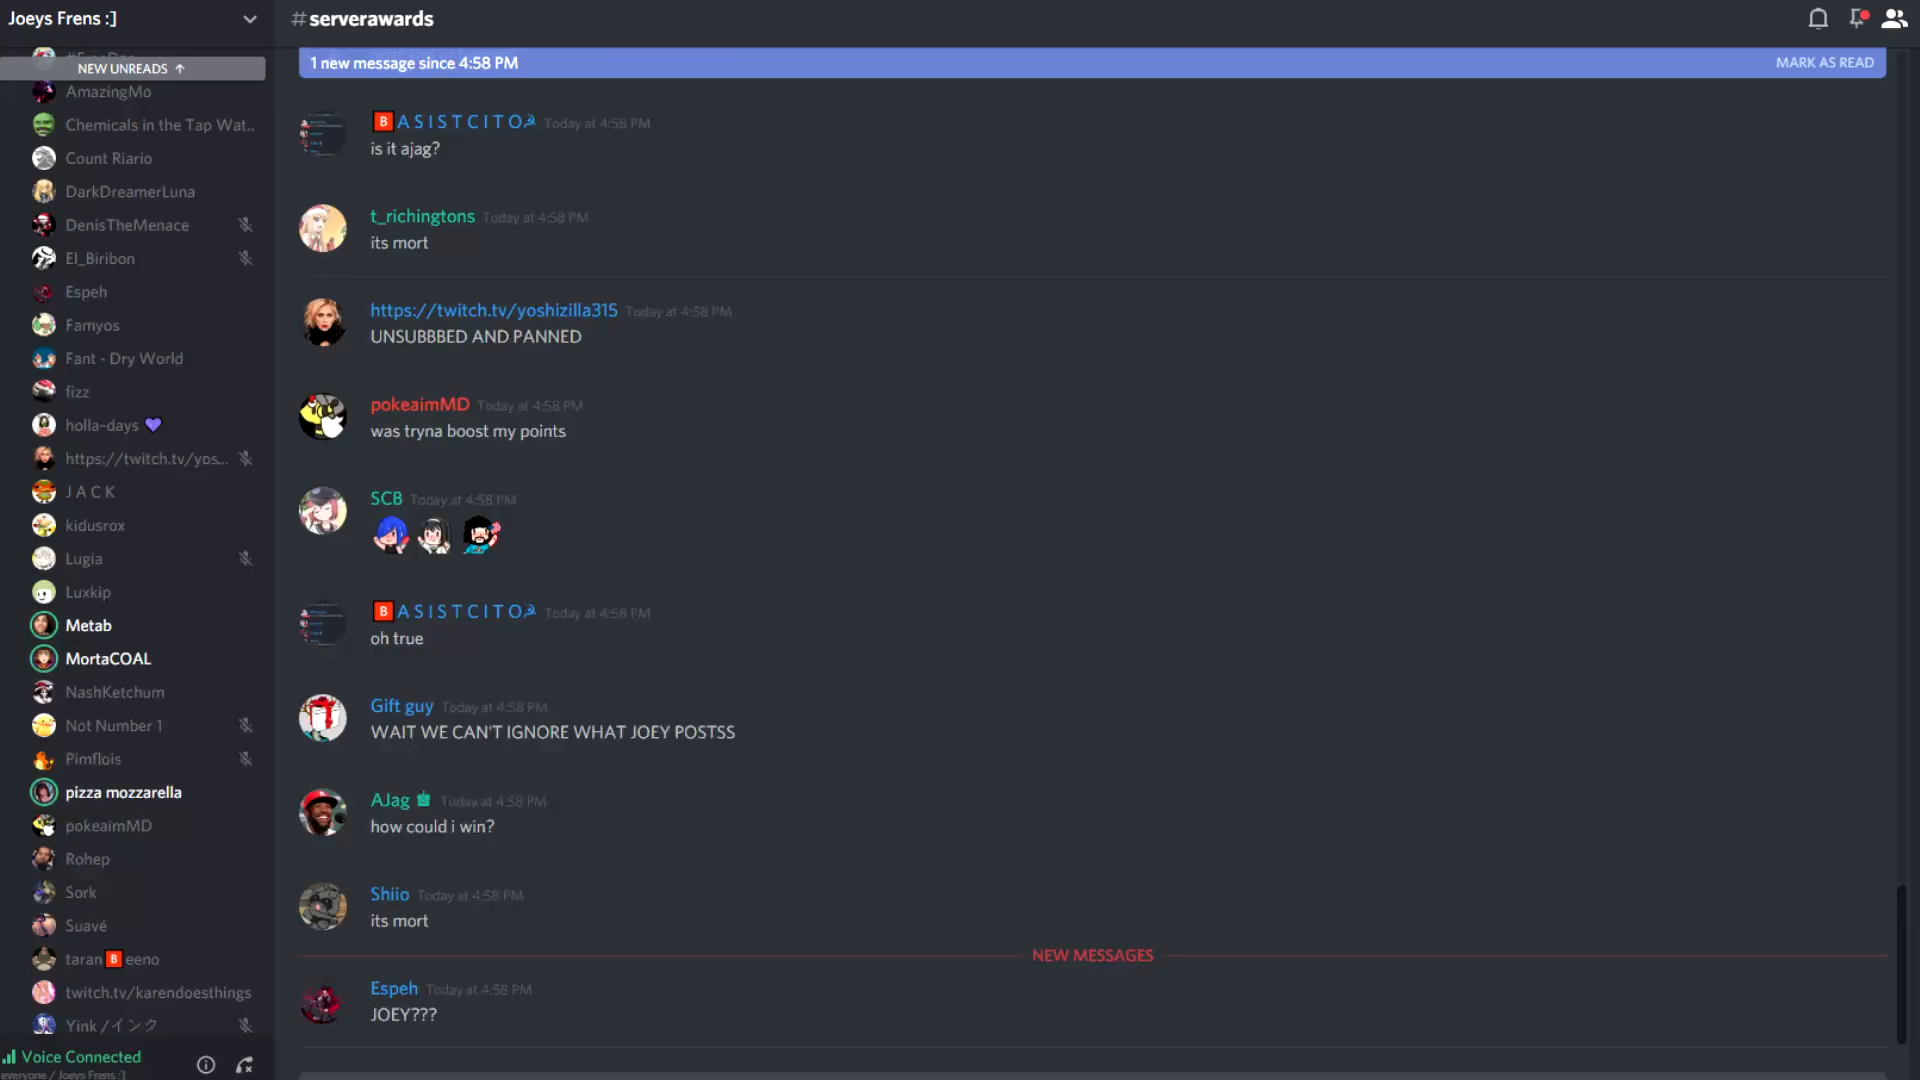 Joeys Frens :]
NEW UNREADS ↑
AmazingMo
Chemicals in the Tap Wat..
Count Riario
DarkDreamerLuna
DenisTheMenace
El_Biribon
Espeh
Famyos
Fant - Dry World
fizz
holla-days 💜
https://twitch.tv/yos...
J A C K
kidusrox
Lugia
Luxkip
Metab
MortaCOAL
NashKetchum
Not Number 1
Pimflois
pizza mozzarella
pokeaimMD
Rohep
Sork
Suavé
taran🅱eeno
twitch.tv/karendoesthings
Yink /インク
Voice Connected
everyone / Joeys Frens :]
# serverawards
1 new message since 4:58 PM
MARK AS READ
🅱A S I S T C I T O☭ Today at 4:58 PM
is it ajag?
t_richingtons Today at 4:58 PM
its mort
https://twitch.tv/yoshizilla315 Today at 4:58 PM
UNSUBBBED AND PANNED
pokeaimMD Today at 4:58 PM
was tryna boost my points
SCB Today at 4:58 PM
🅱A S I S T C I T O☭ Today at 4:58 PM
oh true
Gift guy Today at 4:58 PM
WAIT WE CAN'T IGNORE WHAT JOEY POSTSS
AJag Today at 4:58 PM
how could i win?
Shiio Today at 4:58 PM
its mort
NEW MESSAGES
Espeh Today at 4:58 PM
JOEY???